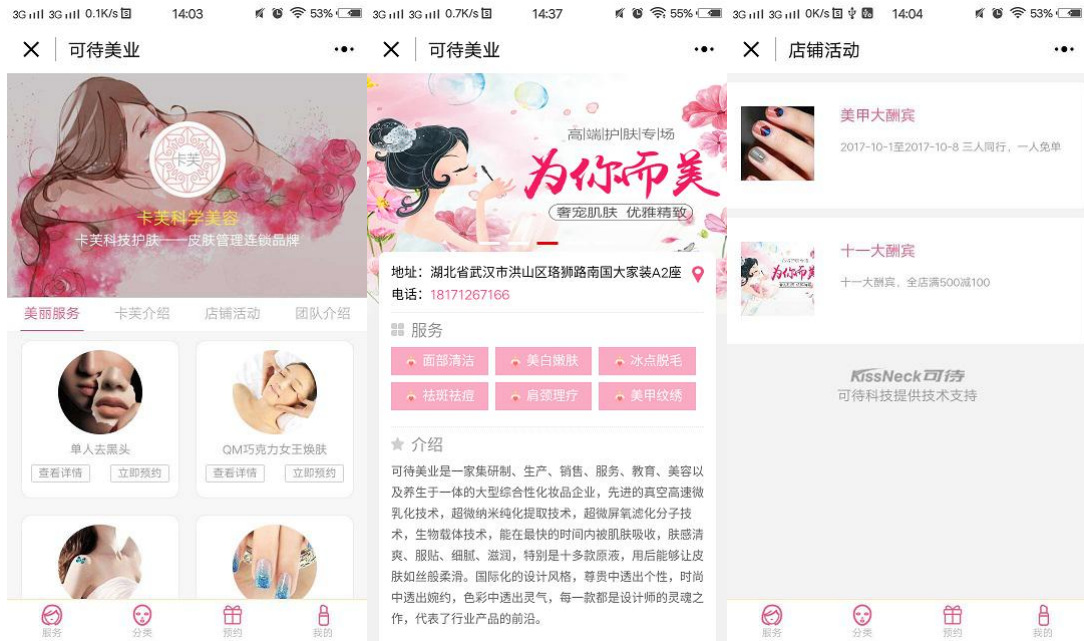 3G 3G 0.1K/s 14:03 53%
可待美业
卡芙
卡芙科学美容
卡芙科技护肤——皮肤管理连锁品牌
美丽服务 卡芙介绍 店铺活动 团队介绍
单人去黑头 QM巧克力女王焕肤
查看详情 立即预约 查看详情 立即预约
服务 分类 预约 我的
3G 3G 0.7K/s 14:37 55%
可待美业
高端护肤专场
为你而美
奢宠肌肤 优雅精致
地址：湖北省武汉市洪山区珞狮路南国大家装A2座
电话：18171267166
服务
面部清洁 美白嫩肤 冰点脱毛
祛斑祛痘 肩颈理疗 美甲纹绣
介绍
可待美业是一家集研制、生产、销售、服务、教育、美容以
及养生于一体的大型综合性化妆品企业，先进的真空高速微
乳化技术，超微纳米纯化提取技术，超微屏氧滤化分子技
术，生物载体技术，能在最快的时间内被肌肤吸收，肤感清
爽、服贴、细腻、滋润，特别是十多款原液，用后能够让皮
肤如丝般柔滑。国际化的设计风格，尊贵中透出个性，时尚
中透出婉约，色彩中透出灵气，每一款都是设计师的灵魂之
作，代表了行业产品的前沿。
3G 3G 0K/s 14:04 53%
店铺活动
美甲大酬宾
2017-10-1至2017-10-8 三人同行，一人免单
十一大酬宾
为你而美
十一大酬宾，全店满500减100
KissNeck可待
可待科技提供技术支持
服务 分类 预约 我的